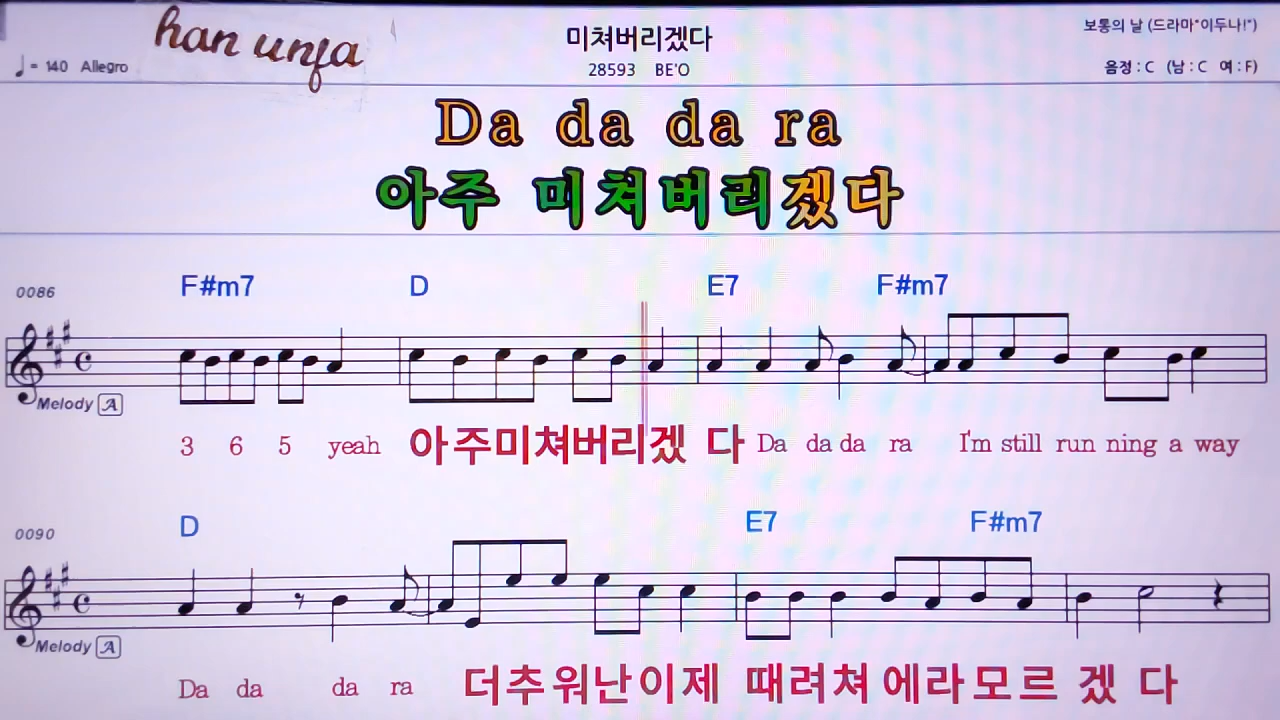 han unfa
미쳐버리겠다
보통의 날 (드라마"이두나!")
♩= 140 Allegro
28593 BE'O
음정 : C (남 : C 여 : F)
Da da da ra
아주 미쳐버리겠다
0086 F#m7 D E7 F#m7
Melody A
3 6 5 yeah 아주미쳐버리겠 다 Da da da ra I'm still run ning a way
0090 D E7 F#m7
Melody A
Da da da ra 더추워난이제 때려쳐에라모르 겠 다